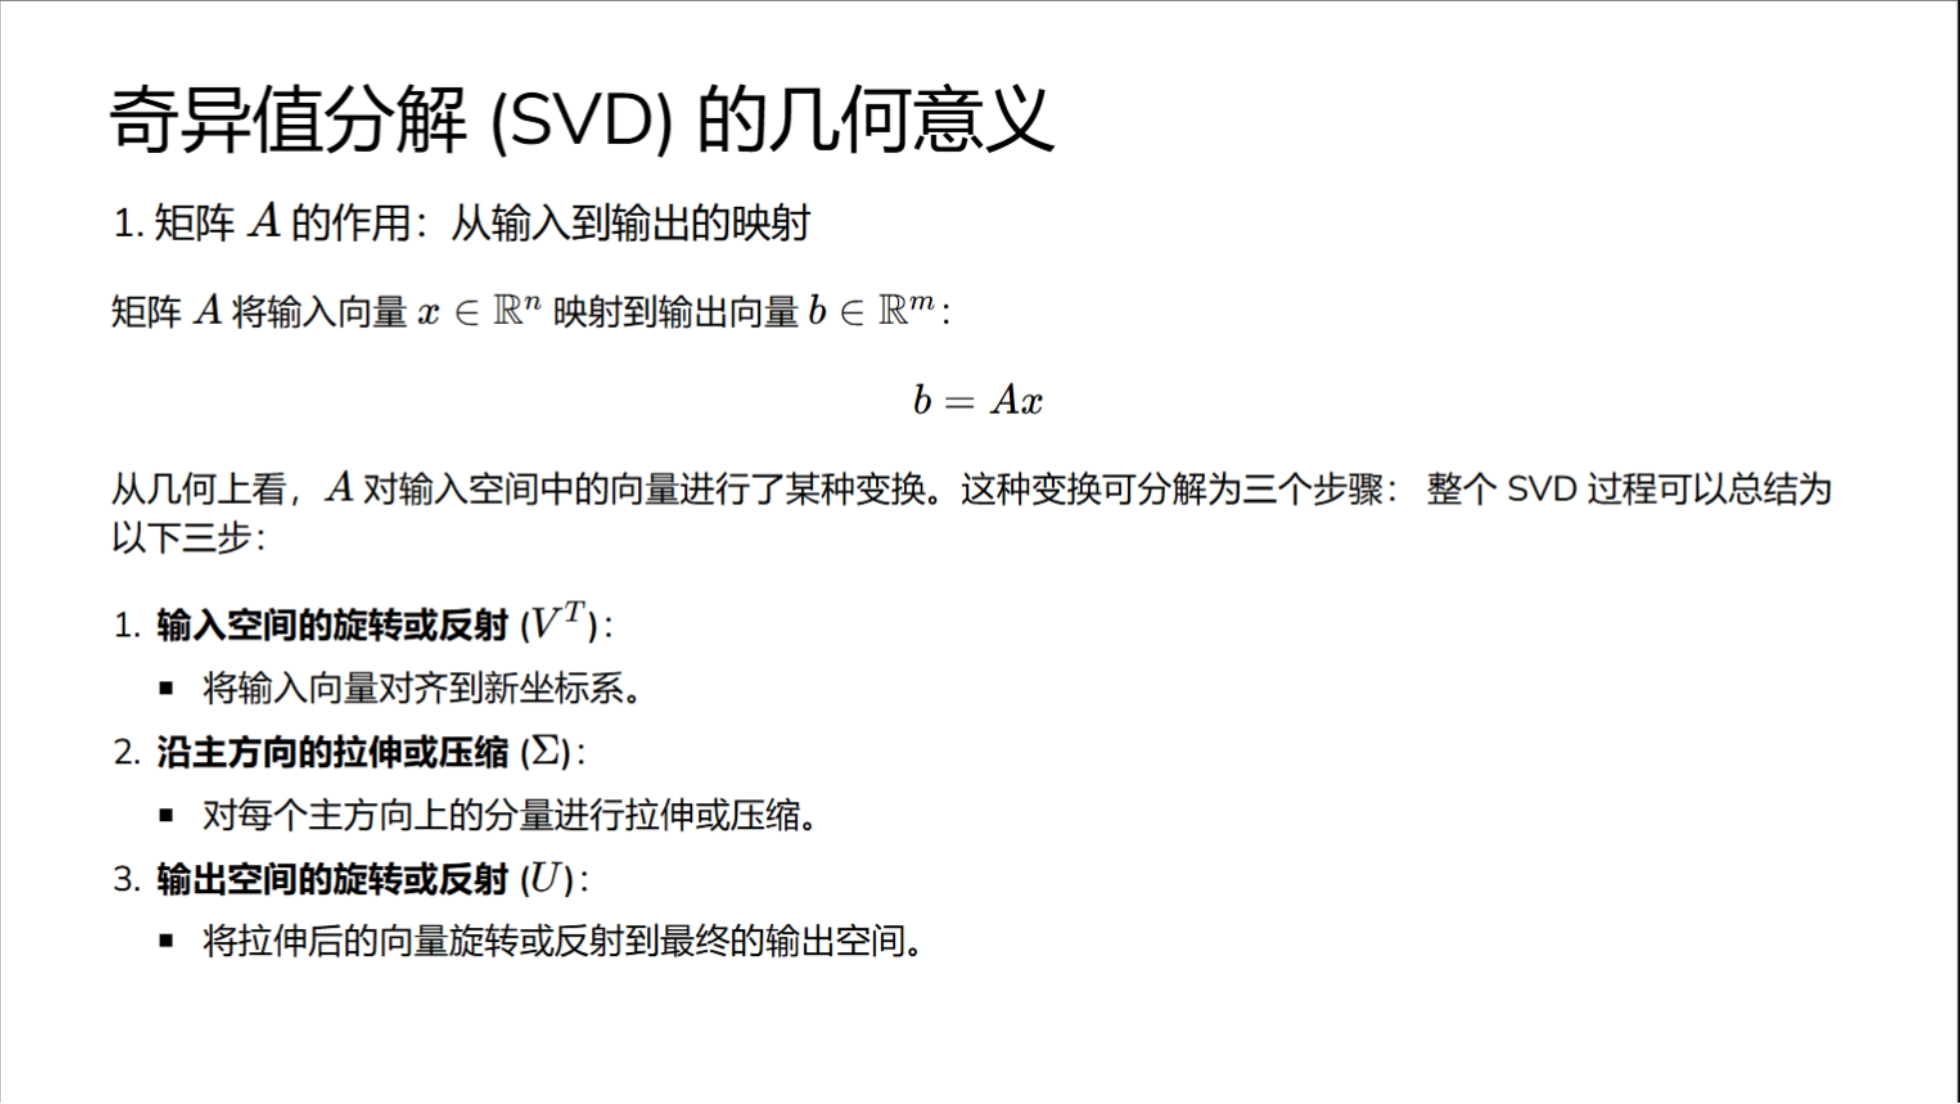 奇异值分解 (SVD) 的几何意义
1. 矩阵 A 的作用：从输入到输出的映射
矩阵 A 将输入向量 x ∈ ℝⁿ 映射到输出向量 b ∈ ℝᵐ：
b = Ax
从几何上看，A 对输入空间中的向量进行了某种变换。这种变换可分解为三个步骤： 整个 SVD 过程可以总结为
以下三步：
1. 输入空间的旋转或反射 (Vᵀ)：
▪ 将输入向量对齐到新坐标系。
2. 沿主方向的拉伸或压缩 (Σ)：
▪ 对每个主方向上的分量进行拉伸或压缩。
3. 输出空间的旋转或反射 (U)：
▪ 将拉伸后的向量旋转或反射到最终的输出空间。